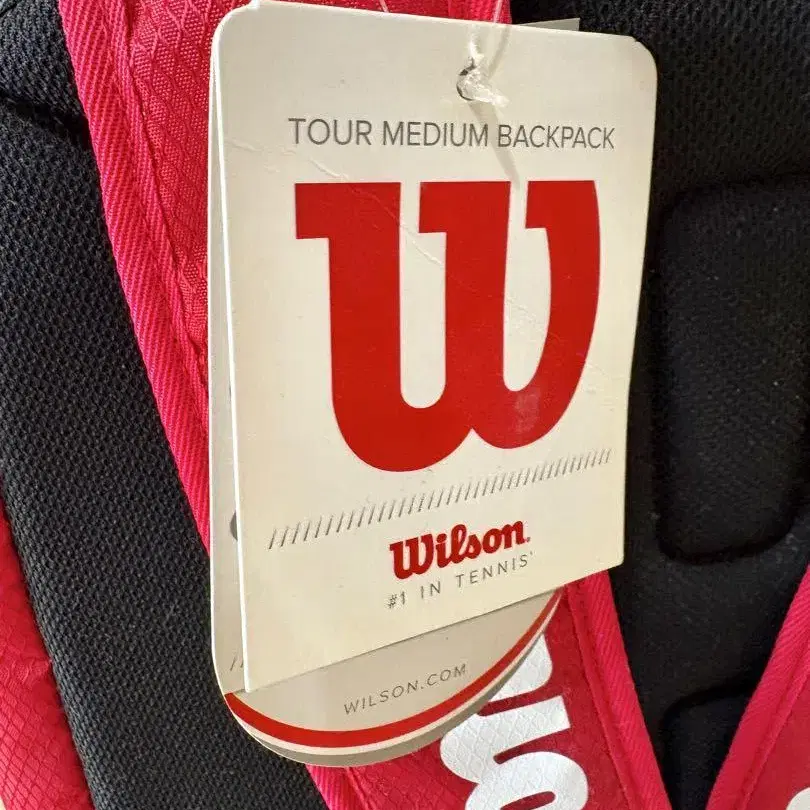 TOUR MEDIUM BACKPACK
W
Wilson.
#1 IN TENNIS
WILSON.COM